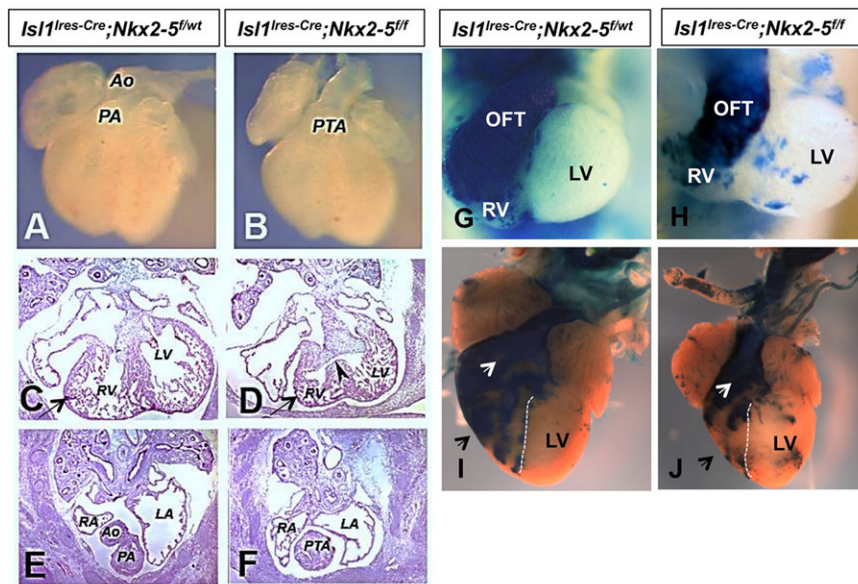 Isl1Ires-Cre;Nkx2-5f/wt
Isl1Ires-Cre;Nkx2-5f/f
Isl1Ires-Cre;Nkx2-5f/wt
Isl1Ires-Cre;Nkx2-5f/f
Ao
PA
A
PTA
B
OFT
LV
RV
G
OFT
LV
RV
H
LV
RV
C
LV
RV
D
LV
I
LV
J
RA
LA
Ao
PA
E
RA
LA
PTA
F